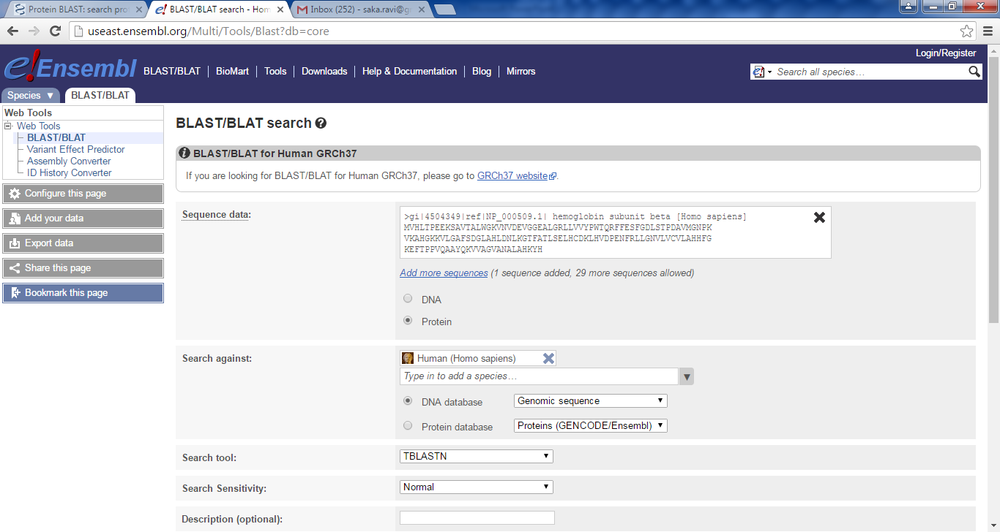 Protein BLAST: search pro
BLAST/BLAT search - Hom
Inbox (252) - saka.ravi@g
useast.ensembl.org/Multi/Tools/Blast?db=core
Login/Register
e!Ensembl BLAST/BLAT BioMart Tools Downloads Help & Documentation Blog Mirrors
e! Search all species…
Species ▼ BLAST/BLAT
Web Tools
Web Tools
BLAST/BLAT
Variant Effect Predictor
Assembly Converter
ID History Converter
Configure this page
Add your data
Export data
Share this page
Bookmark this page
BLAST/BLAT search
BLAST/BLAT for Human GRCh37
If you are looking for BLAST/BLAT for Human GRCh37, please go to GRCh37 website.
Sequence data:
>gi|4504349|ref|NP_000509.1| hemoglobin subunit beta [Homo sapiens]
MVHLTPEEKSAVTALWGKVNVDEVGGEALGRLLVVYPWTQRFFESFGDLSTPDAVMGNPK
VKAHGKKVLGAFSDGLAHLDNLKGTFATLSELHCDKLHVDPENFRLLGNVLVCVLAHHFG
KEFTPPVQAAYQKVVAGVANALAHKYH
Add more sequences (1 sequence added, 29 more sequences allowed)
DNA
Protein
Search against:
Human (Homo sapiens)
Type in to add a species…
DNA database Genomic sequence
Protein database Proteins (GENCODE/Ensembl)
Search tool: TBLASTN
Search Sensitivity: Normal
Description (optional):